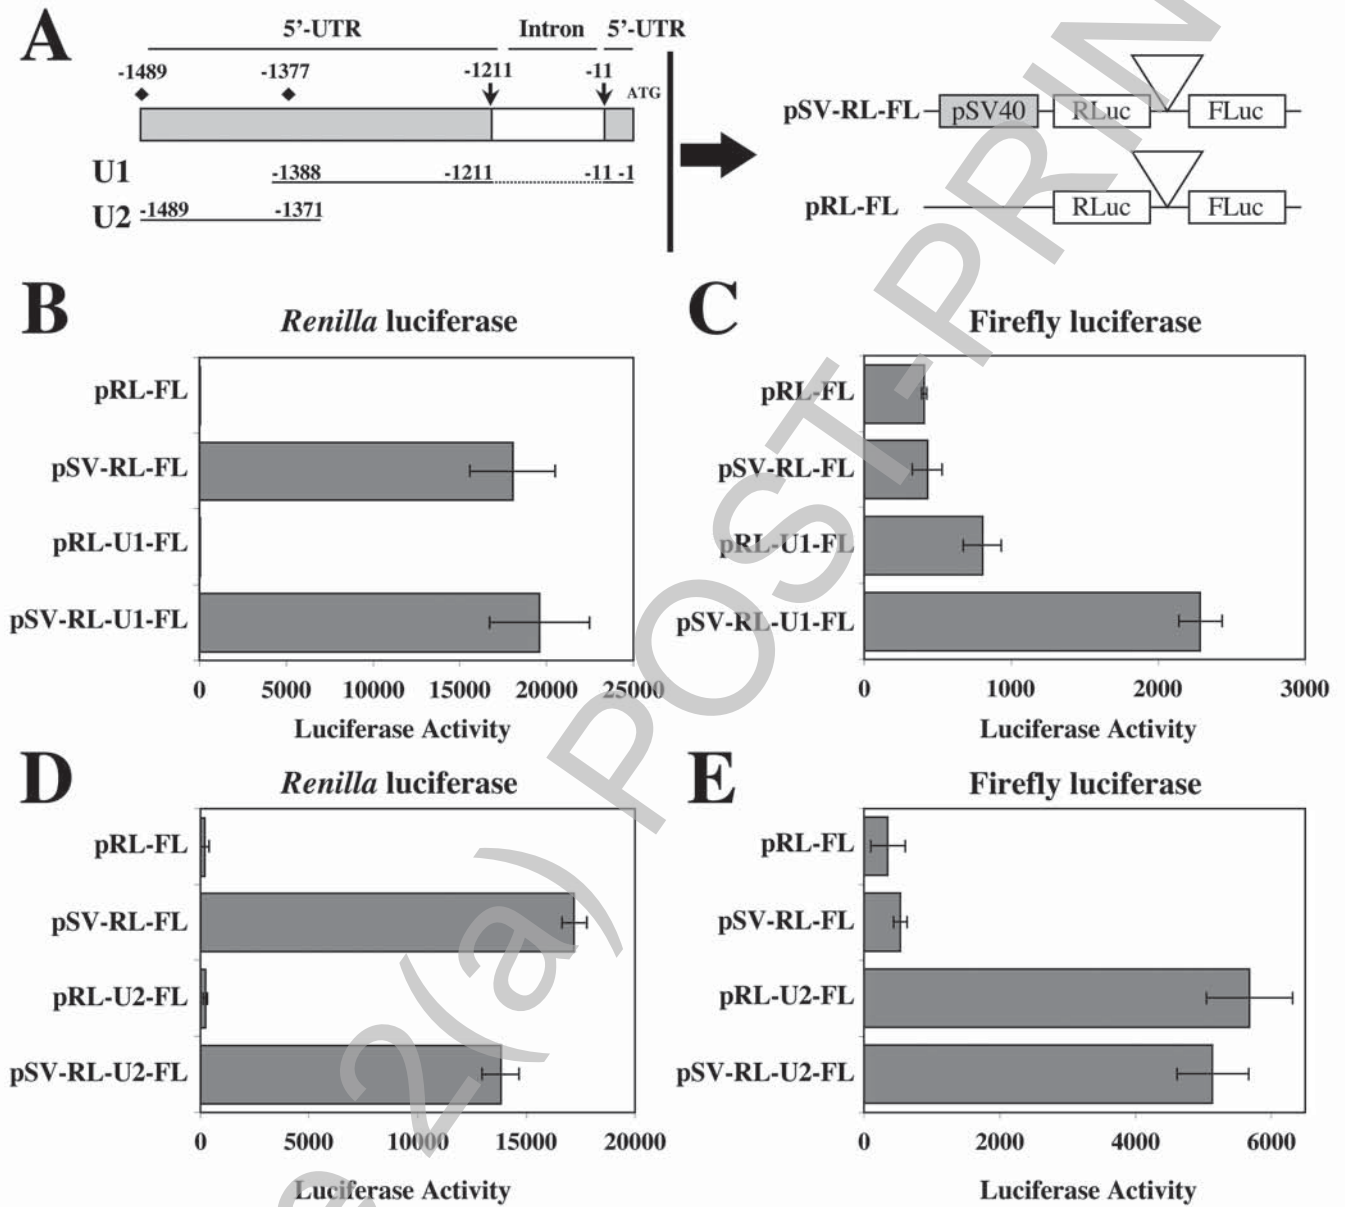 A
5'-UTR Intron 5'-UTR
-1489 -1377 -1211 -11 ATG
U1 -1388 -1211 -11 -1
U2 -1489 -1371
pSV-RL-FL pSV40 RLuc FLuc
pRL-FL RLuc FLuc
B
Renilla luciferase
pRL-FL
pSV-RL-FL
pRL-U1-FL
pSV-RL-U1-FL
0 5000 10000 15000 20000 25000
Luciferase Activity
C
Firefly luciferase
pRL-FL
pSV-RL-FL
pRL-U1-FL
pSV-RL-U1-FL
0 1000 2000 3000
Luciferase Activity
D
Renilla luciferase
pRL-FL
pSV-RL-FL
pRL-U2-FL
pSV-RL-U2-FL
0 5000 10000 15000 20000
Luciferase Activity
E
Firefly luciferase
pRL-FL
pSV-RL-FL
pRL-U2-FL
pSV-RL-U2-FL
0 2000 4000 6000
Luciferase Activity
e 2(a) POST-PRIN